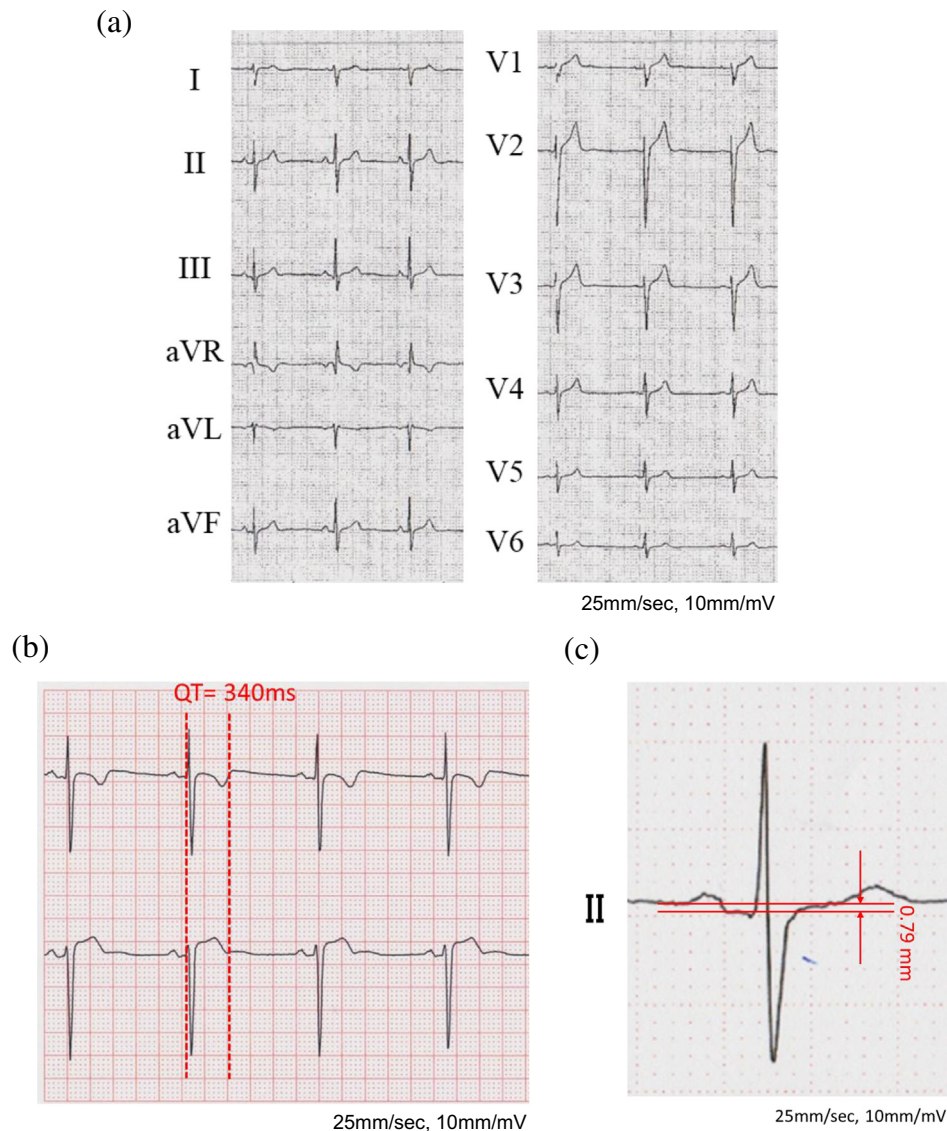 (a)
I
II
III
aVR
aVL
aVF
V1
V2
V3
V4
V5
V6
25mm/sec, 10mm/mV
(b)
QT= 340ms
25mm/sec, 10mm/mV
(c)
II
0.79 mm
25mm/sec, 10mm/mV